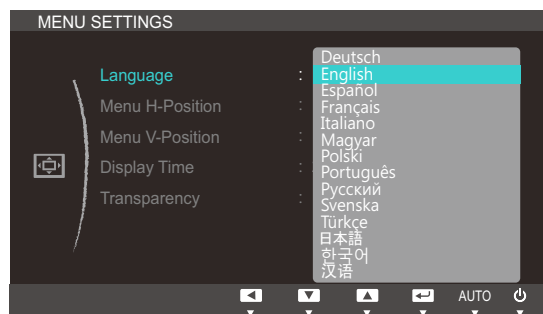 MENU SETTINGS
Language :
Menu H-Position :
Menu V-Position :
Display Time :
Transparency :
Deutsch
English
Español
Français
Italiano
Magyar
Polski
Português
Русский
Svenska
Türkçe
日本語
한국어
汉语
AUTO